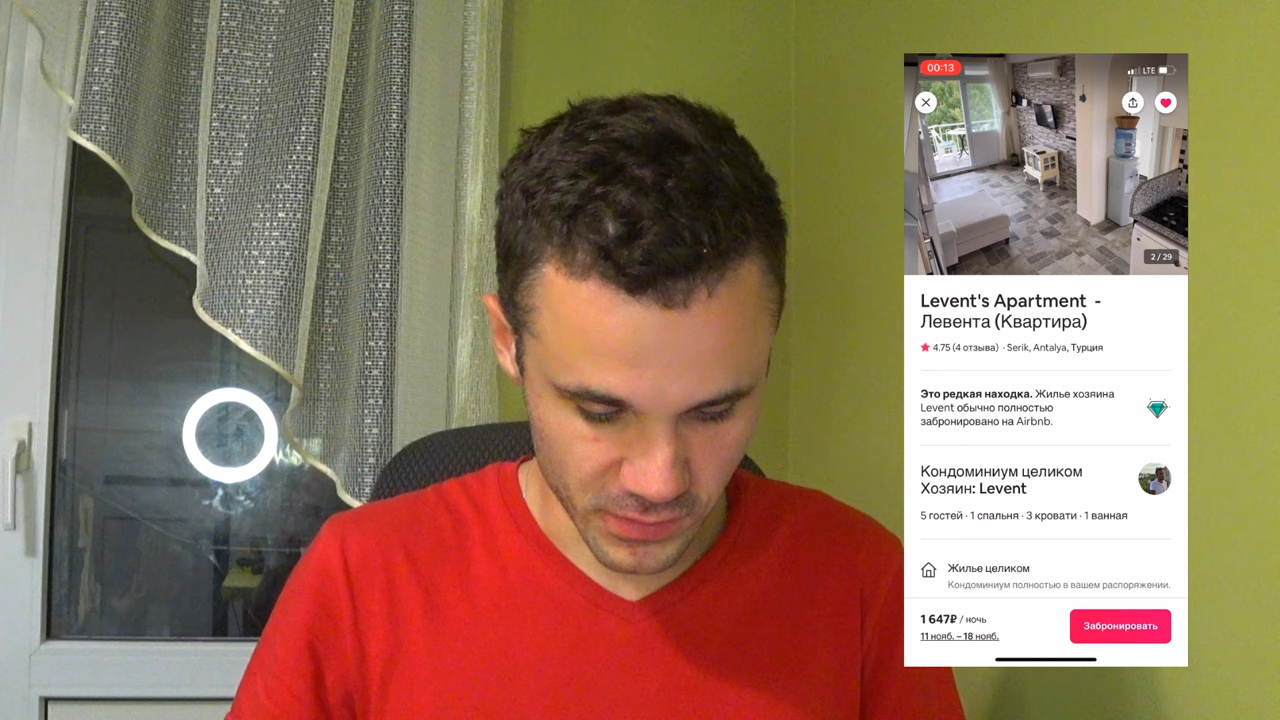 00:13
LTE
2 / 29
Levent's Apartment -
Левента (Квартира)
4.75 (4 отзыва) · Serik, Antalya, Турция
Это редкая находка. Жилье хозяина
Levent обычно полностью
забронировано на Airbnb.
Кондоминиум целиком
Хозяин: Levent
5 гостей · 1 спальня · 3 кровати · 1 ванная
Жилье целиком
Кондоминиум полностью в вашем распоряжении.
1 647₽ / ночь
Забронировать
11 нояб. – 18 нояб.